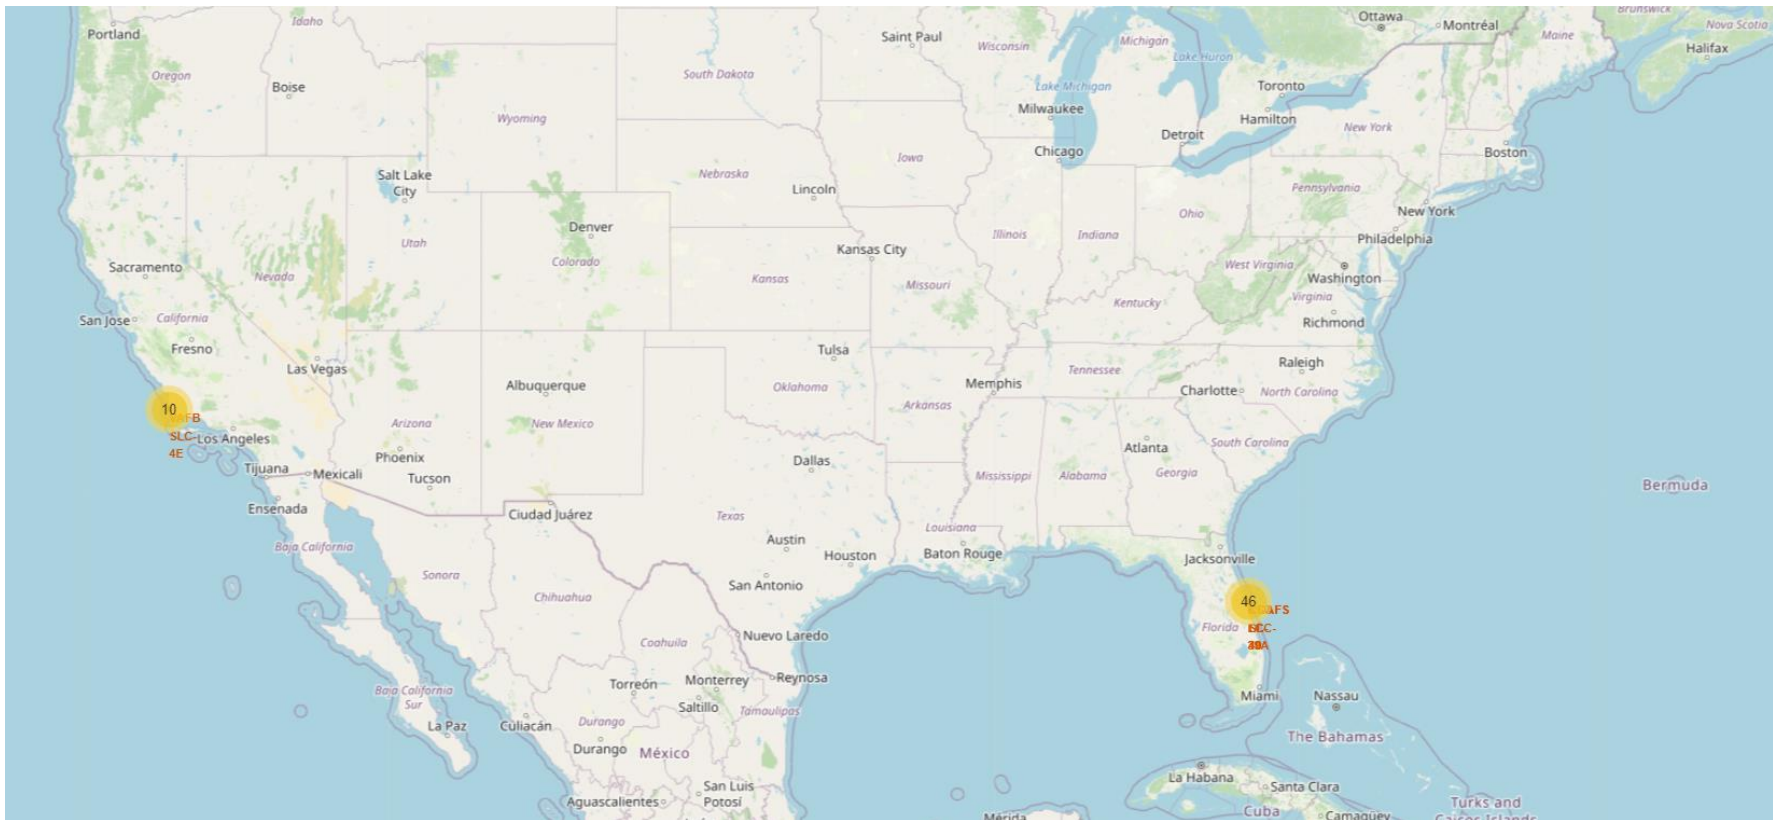 Idaho
Ottawa
Montréal
Brunswick
Nova Scotia
Portland
Saint Paul
Wisconsin
Michigan
Maine
Halifax
Oregon
South Dakota
Lake Huron
Boise
Lake Michigan
Toronto
Wyoming
Milwaukee
Hamilton
New York
Detroit
Chicago
Iowa
Boston
Salt Lake
City
Nebraska
Lincoln
Pennsylvania
Ohio
New York
Denver
Utah
Illinois
Indiana
Philadelphia
Kansas City
Sacramento
Nevada
Colorado
Kansas
Missouri
West Virginia
Washington
Kentucky
Virginia
San Jose
California
Richmond
Fresno
Tulsa
Raleigh
Las Vegas
Tennessee
Albuquerque
Oklahoma
Memphis
Charlotte
North Carolina
10
Arkansas
Arizona
New Mexico
SLC-
Los Angeles
4E
South Carolina
Atlanta
Phoenix
Dallas
Tijuana
Mexicali
Tucson
Mississippi
Alabama
Georgia
Bermuda
Ensenada
Ciudad Juárez
Texas
Louisiana
Baja California
Austin
Houston
Baton Rouge
Jacksonville
Sonora
San Antonio
Chihuahua
46
Florida
Nuevo Laredo
Coahuila
Torreón
Monterrey
Reynosa
Baja California
Sur
Saltillo
Tamaulipas
Miami
Nassau
La Paz
Culiacán
Durango
The Bahamas
Durango
México
La Habana
San Luis
Potosí
Santa Clara
Aguascalientes
Turks and
Caicos Islands
Cuba
Camagüey
Mérida